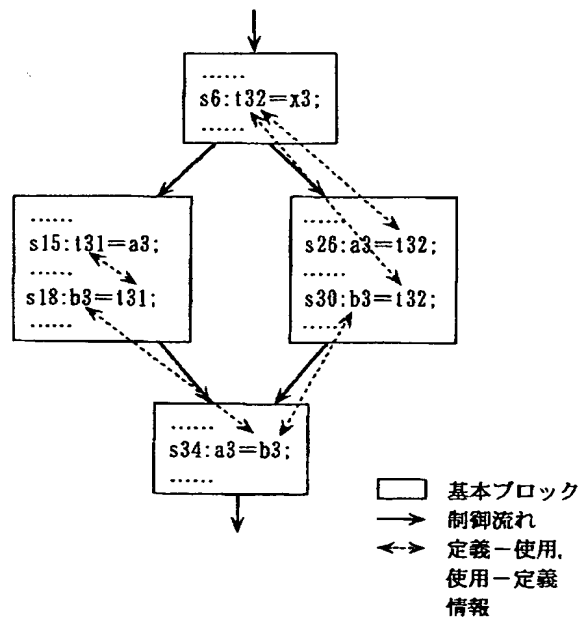 ……
s6:t32=x3;
……
……
s15:t31=a3;
……
s18:b3=t31;
……
……
s26:a3=t32;
……
s30:b3=t32;
……
……
s34:a3=b3;
……
基本ブロック
制御流れ
定義－使用,
使用－定義
情報